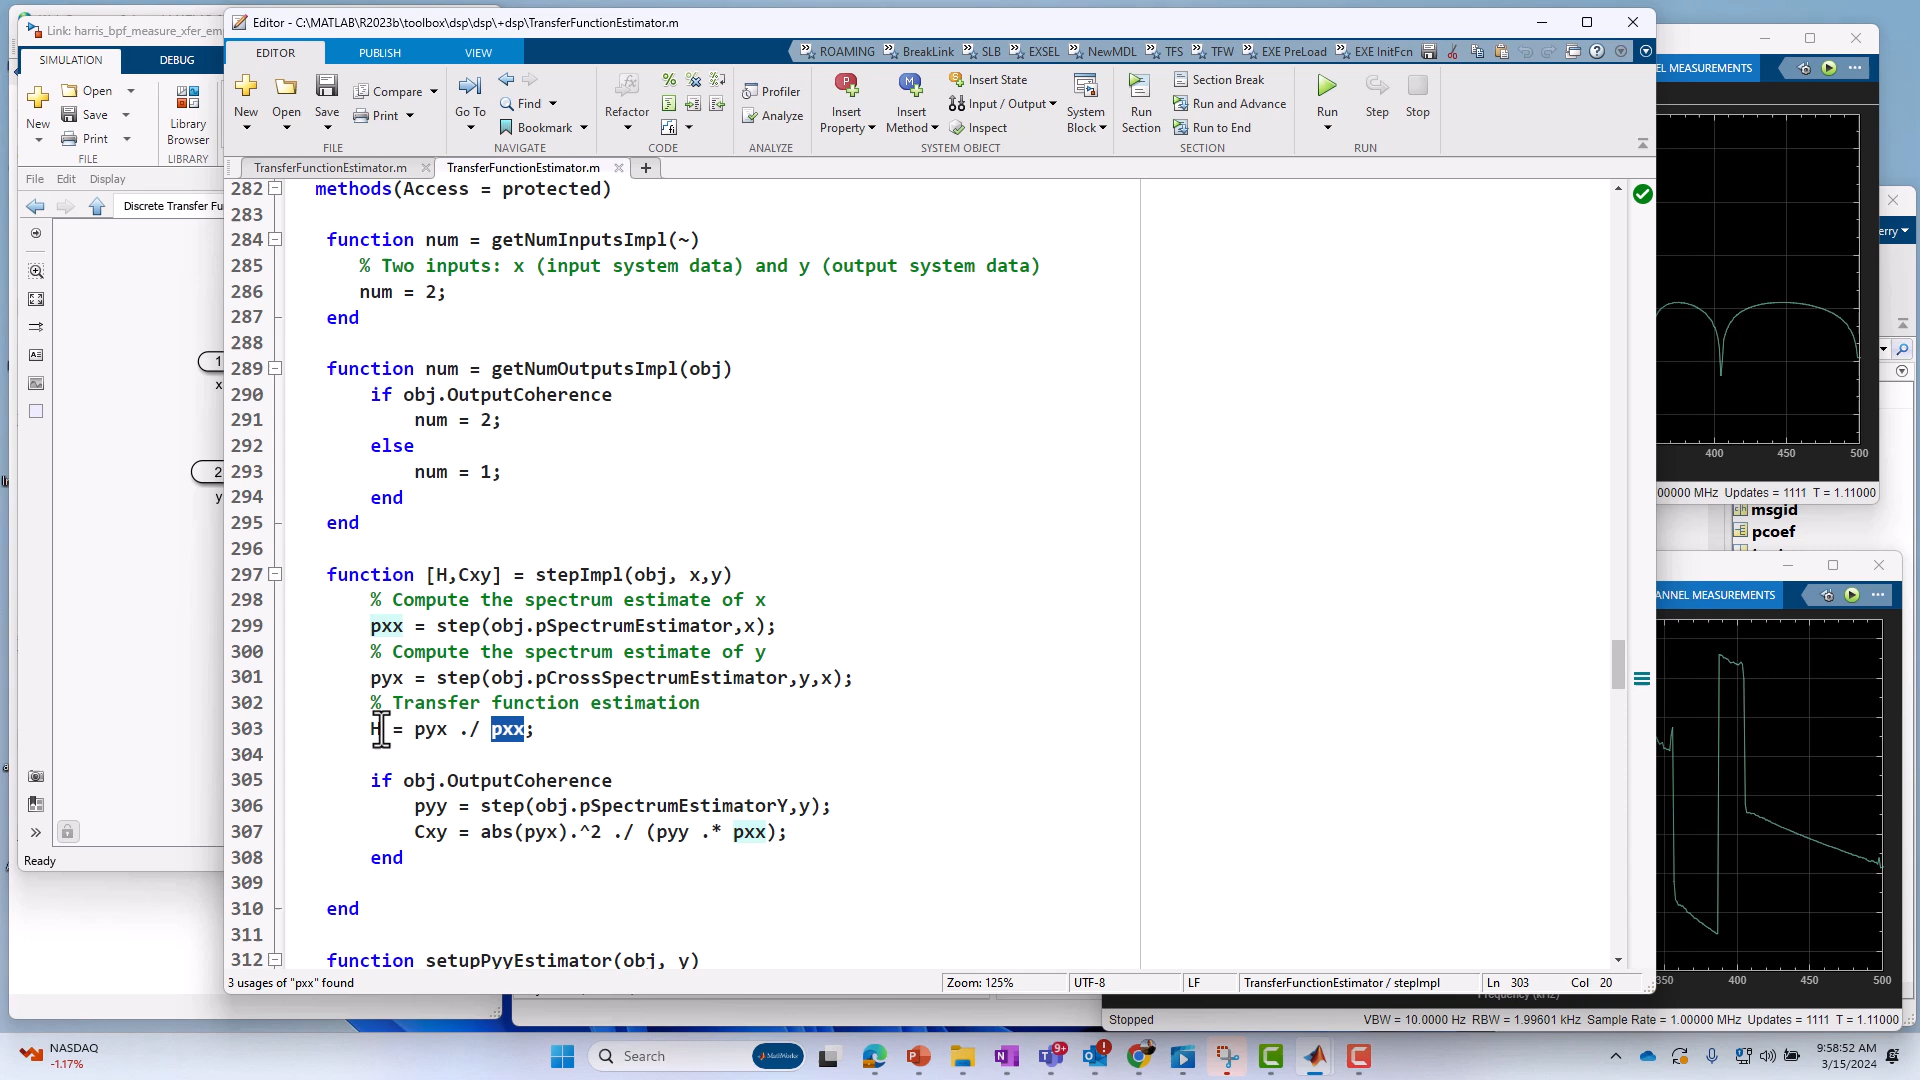 Link: harris_bpf_measure_xfer_em
SIMULATION
DEBUG
New
Open
Save
Print
Library
Browser
FILE
LIBRARY
File Edit Display
Discrete Transfer Fu
1
x
2
y
Ready
Editor - C:\MATLAB\R2023b\toolbox\dsp\dsp\+dsp\TransferFunctionEstimator.m
EDITOR PUBLISH VIEW
ROAMING BreakLink SLB EXSEL NewMDL TFS TFW EXE PreLoad EXE InitFcn
New
Open
Save
Compare
Print
FILE
Go To
Find
Bookmark
NAVIGATE
Refactor
CODE
Profiler
Analyze
ANALYZE
Insert
Property
Insert
Method
Insert State
Input / Output
Inspect
System
Block
SYSTEM OBJECT
Run
Section
Section Break
Run and Advance
Run to End
SECTION
Run
Step
Stop
RUN
TransferFunctionEstimator.m TransferFunctionEstimator.m
282 methods(Access = protected)
283
284 function num = getNumInputsImpl(~)
285 % Two inputs: x (input system data) and y (output system data)
286 num = 2;
287 end
288
289 function num = getNumOutputsImpl(obj)
290 if obj.OutputCoherence
291 num = 2;
292 else
293 num = 1;
294 end
295 end
296
297 function [H,Cxy] = stepImpl(obj, x,y)
298 % Compute the spectrum estimate of x
299 pxx = step(obj.pSpectrumEstimator,x);
300 % Compute the spectrum estimate of y
301 pyx = step(obj.pCrossSpectrumEstimator,y,x);
302 % Transfer function estimation
303 H = pyx ./ pxx;
304
305 if obj.OutputCoherence
306 pyy = step(obj.pSpectrumEstimatorY,y);
307 Cxy = abs(pyx).^2 ./ (pyy .* pxx);
308 end
309
310 end
311
312 function setupPyyEstimator(obj, y)
3 usages of "pxx" found
Zoom: 125% UTF-8 LF TransferFunctionEstimator / stepImpl Ln 303 Col 20
EL MEASUREMENTS
400 450 500
00000 MHz Updates = 1111 T = 1.11000
erry
msgid
pcoef
ANNEL MEASUREMENTS
350 400 450 500
Frequency (kHz)
Stopped
VBW = 10.0000 Hz RBW = 1.99601 kHz Sample Rate = 1.00000 MHz Updates = 1111 T = 1.11000
NASDAQ
-1.17%
Search
MathWorks
9+
9:58:52 AM
3/15/2024